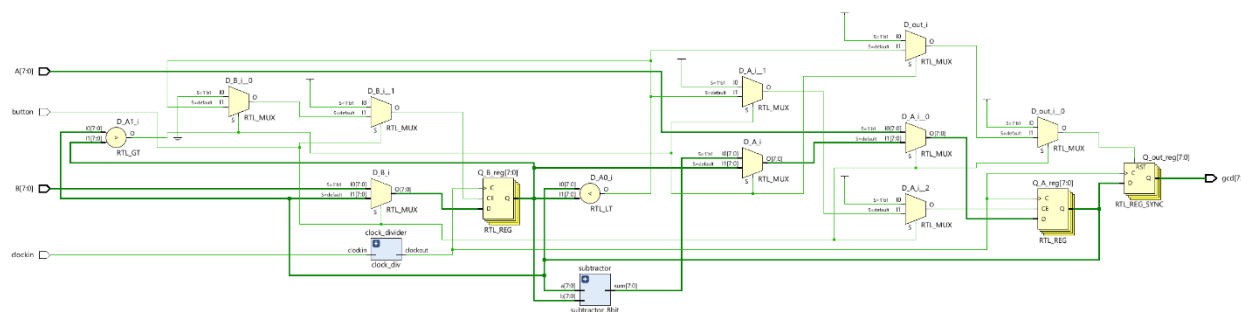 D_out_i
S=1'b1 I0
S=default I1
O
S
RTL_MUX
A[7:0]
D_B_i__0
S=1'b1 I0
S=default I1
O
S
RTL_MUX
D_B_i__1
S=1'b1 I0
S=default I1
O
S
RTL_MUX
D_A_i__1
S=1'b1 I0
S=default I1
O
S
RTL_MUX
button
D_A1_i
I0[7:0]
I1[7:0]
>
O
RTL_GT
D_A_i__0
S=1'b1 I0[7:0]
S=default I1[7:0]
O[7:0]
S
RTL_MUX
D_out_i__0
S=1'b1 I0
S=default I1
O
S
RTL_MUX
D_A_i
S=1'b1 I0[7:0]
S=default I1[7:0]
O[7:0]
S
RTL_MUX
Q_out_reg[7:0]
RST
C
D
Q
RTL_REG_SYNC
gcd[7:
B[7:0]
D_B_i
S=1'b1 I0[7:0]
S=default I1[7:0]
O[7:0]
S
RTL_MUX
Q_B_reg[7:0]
C
CE
D
Q
RTL_REG
D_A0_i
I0[7:0]
I1[7:0]
<
O
RTL_LT
D_A_i__2
S=1'b1 I0
S=default I1
O
S
RTL_MUX
Q_A_reg[7:0]
C
CE
D
Q
RTL_REG
clockin
clock_divider
clockin
clockout
clock_div
subtractor
a[7:0]
b[7:0]
sum[7:0]
subtractor_8bit